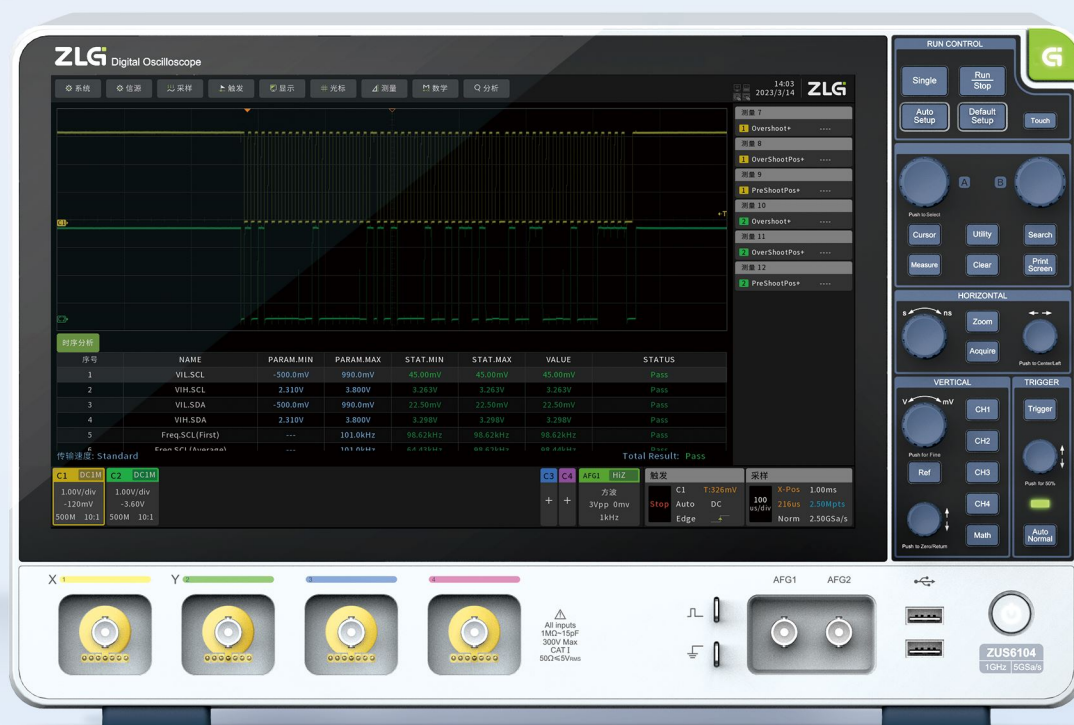 ZLG Digital Oscilloscope
系统 信源 采样 触发 显示 光标 测量 数学 分析
14:03
2023/3/14
ZLG
测量 7
1 Overshoot+ ----
测量 8
1 OverShootPos+ ----
测量 9
1 PreShootPos+ ----
测量 10
2 Overshoot+ ----
测量 11
2 OverShootPos+ ----
测量 12
2 PreShootPos+ ----
C1
T
C2
时序分析
序号 NAME PARAM.MIN PARAM.MAX STAT.MIN STAT.MAX VALUE STATUS
1 VIL.SCL -500.0mV 990.0mV 45.00mV 45.00mV 45.00mV Pass
2 VIH.SCL 2.310V 3.800V 3.263V 3.263V 3.263V Pass
3 VIL.SDA -500.0mV 990.0mV 22.50mV 22.50mV 22.50mV Pass
4 VIH.SDA 2.310V 3.800V 3.298V 3.298V 3.298V Pass
5 Freq.SCL(First) --- 101.0kHz 98.62kHz 98.62kHz 98.62kHz Pass
传输速度: Standard
Total Result: Pass
C1 DC1M
1.00V/div
-120mV
500M 10:1
C2 DC1M
1.00V/div
-3.60V
500M 10:1
C3
+
C4
+
AFG1 HiZ
方波
3Vpp 0mv
1kHz
触发
C1 T:326mV
Stop Auto DC
Edge
采样
100
us/div
X-Pos 1.00ms
216us 2.50Mpts
Norm 2.50GSa/s
RUN CONTROL
G
Single
Run
Stop
Auto
Setup
Default
Setup
Touch
A B
Push to Select
Cursor Utility Search
Measure Clear Print
Screen
HORIZONTAL
s ns
Zoom
Acquire
Push to Center/Left
VERTICAL
V mV
CH1
CH2
Push for Fine
Ref
CH3
CH4
Math
Push to Zero/Return
TRIGGER
Trigger
Push for 50%
Auto
Normal
X 1
Y 2
3
4
All inputs
1MΩ~15pF
300V Max
CAT I
50Ω≤5VRMS
AFG1 AFG2
ZUS6104
1GHz 5GSa/s